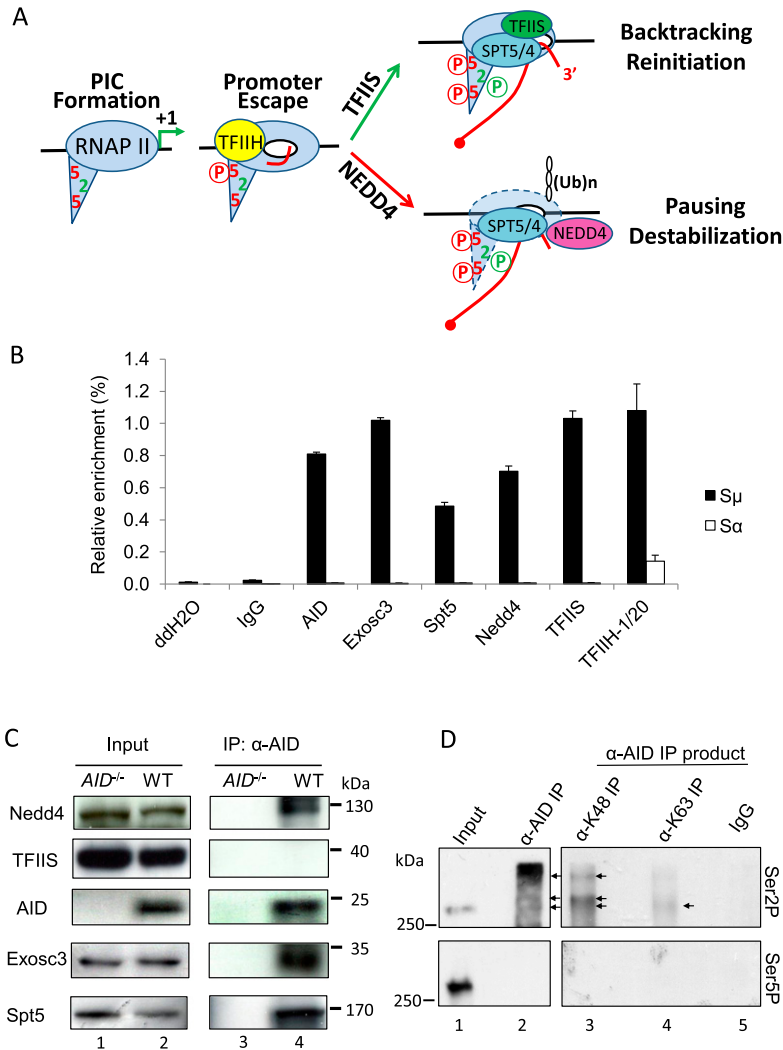 A
PIC
Formation
+1
RNAP II
5
2
5
Promoter
Escape
TFIIH
P
5
2
5
TFIIS
NEDD4
TFIIS
SPT5/4
P
5
2
P
P
5
3'
Backtracking
Reinitiation
(Ub)n
SPT5/4
NEDD4
P
5
2
P
P
5
Pausing
Destabilization
B
Relative enrichment (%)
1.4
1.2
1.0
0.8
0.6
0.4
0.2
0.0
ddH2O
IgG
AID
Exosc3
Spt5
Nedd4
TFIIS
TFIIH-1/20
Sμ
Sα
C
Input
IP: α-AID
AID-/-
WT
AID-/-
WT
kDa
Nedd4
130
TFIIS
40
AID
25
Exosc3
35
Spt5
170
1
2
3
4
D
α-AID IP product
Input
α-AID IP
α-K48 IP
α-K63 IP
IgG
kDa
250
Ser2P
250
Ser5P
1
2
3
4
5